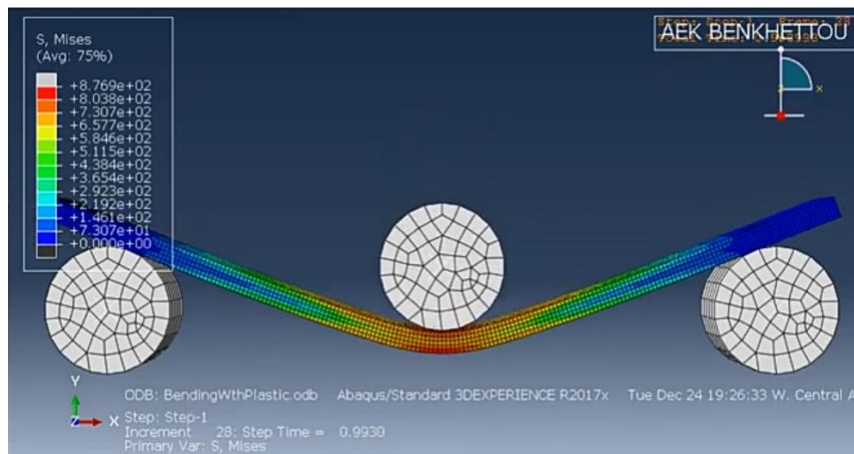 S, Mises
(Avg: 75%)
+8.769e+02
+8.038e+02
+7.307e+02
+6.577e+02
+5.846e+02
+5.115e+02
+4.384e+02
+3.654e+02
+2.923e+02
+2.192e+02
+1.461e+02
+7.307e+01
+0.000e+00
AEK BENKHETTOU
X
Y
X
Z
ODB: BendingWthPlastic.odb Abaqus/Standard 3DEXPERIENCE R2017x Tue Dec 24 19:26:33 W. Central A
Step: Step-1
Increment 28: Step Time = 0.9930
Primary Var: S, Mises